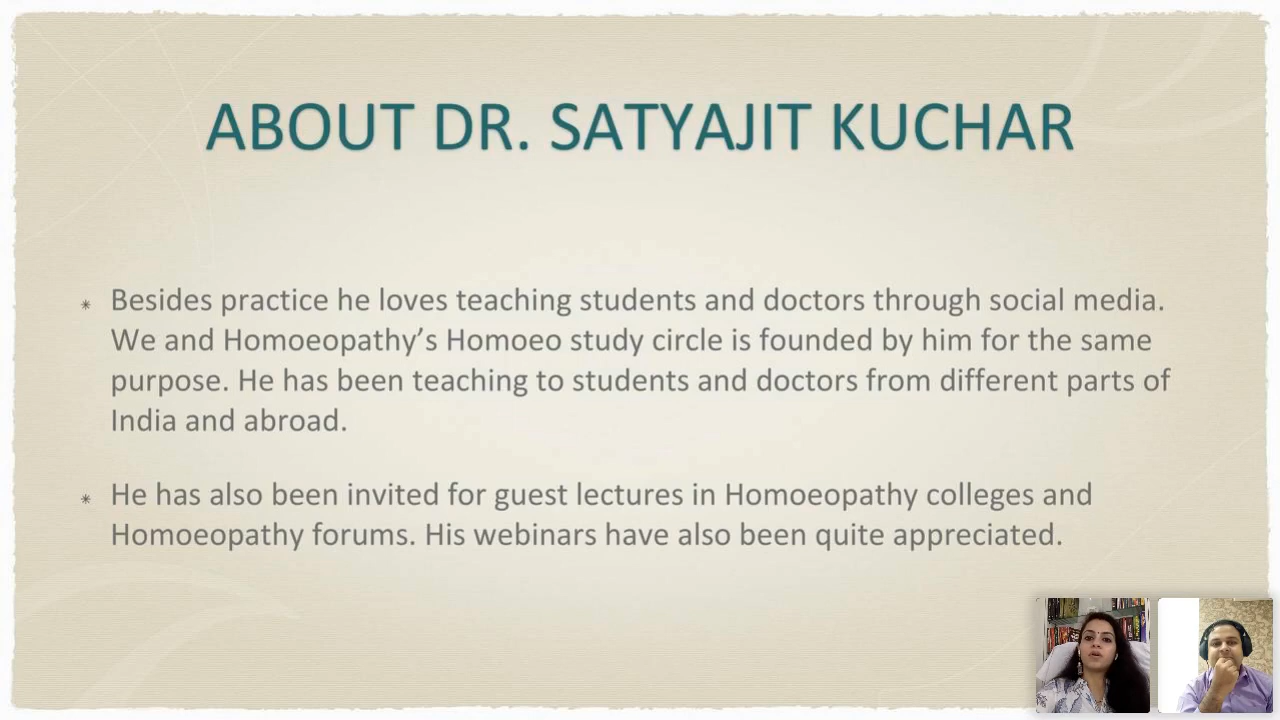 ABOUT DR. SATYAJIT KUCHAR
* Besides practice he loves teaching students and doctors through social media.
We and Homoeopathy’s Homoeo study circle is founded by him for the same
purpose. He has been teaching to students and doctors from different parts of
India and abroad.
* He has also been invited for guest lectures in Homoeopathy colleges and
Homoeopathy forums. His webinars have also been quite appreciated.